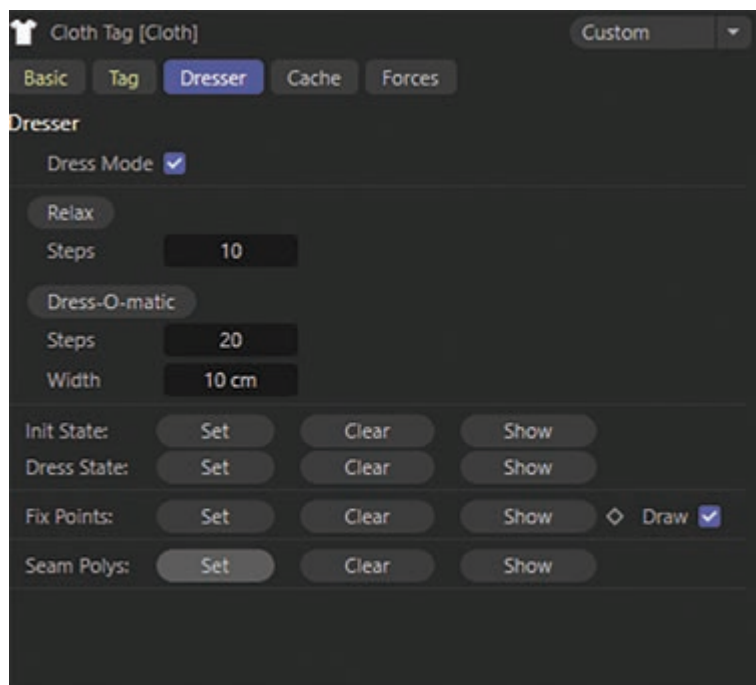 Cloth Tag [Cloth] Custom
Basic Tag Dresser Cache Forces
Dresser
Dress Mode
Relax
Steps 10
Dress-O-matic
Steps 20
Width 10 cm
Init State: Set Clear Show
Dress State: Set Clear Show
Fix Points: Set Clear Show Draw
Seam Polys: Set Clear Show